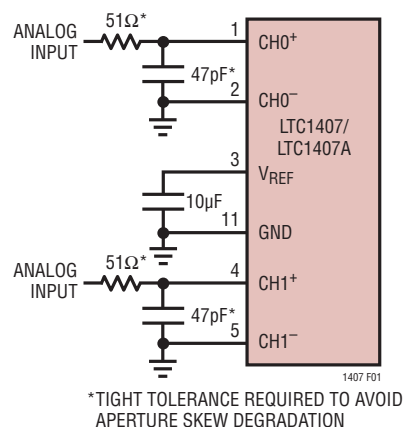 ANALOG
INPUT
51Ω*
47pF*
1
CH0+
2
CH0–
LTC1407/
LTC1407A
3
VREF
10µF
11
GND
ANALOG
INPUT
51Ω*
47pF*
4
CH1+
5
CH1–
1407 F01
*TIGHT TOLERANCE REQUIRED TO AVOID
APERTURE SKEW DEGRADATION